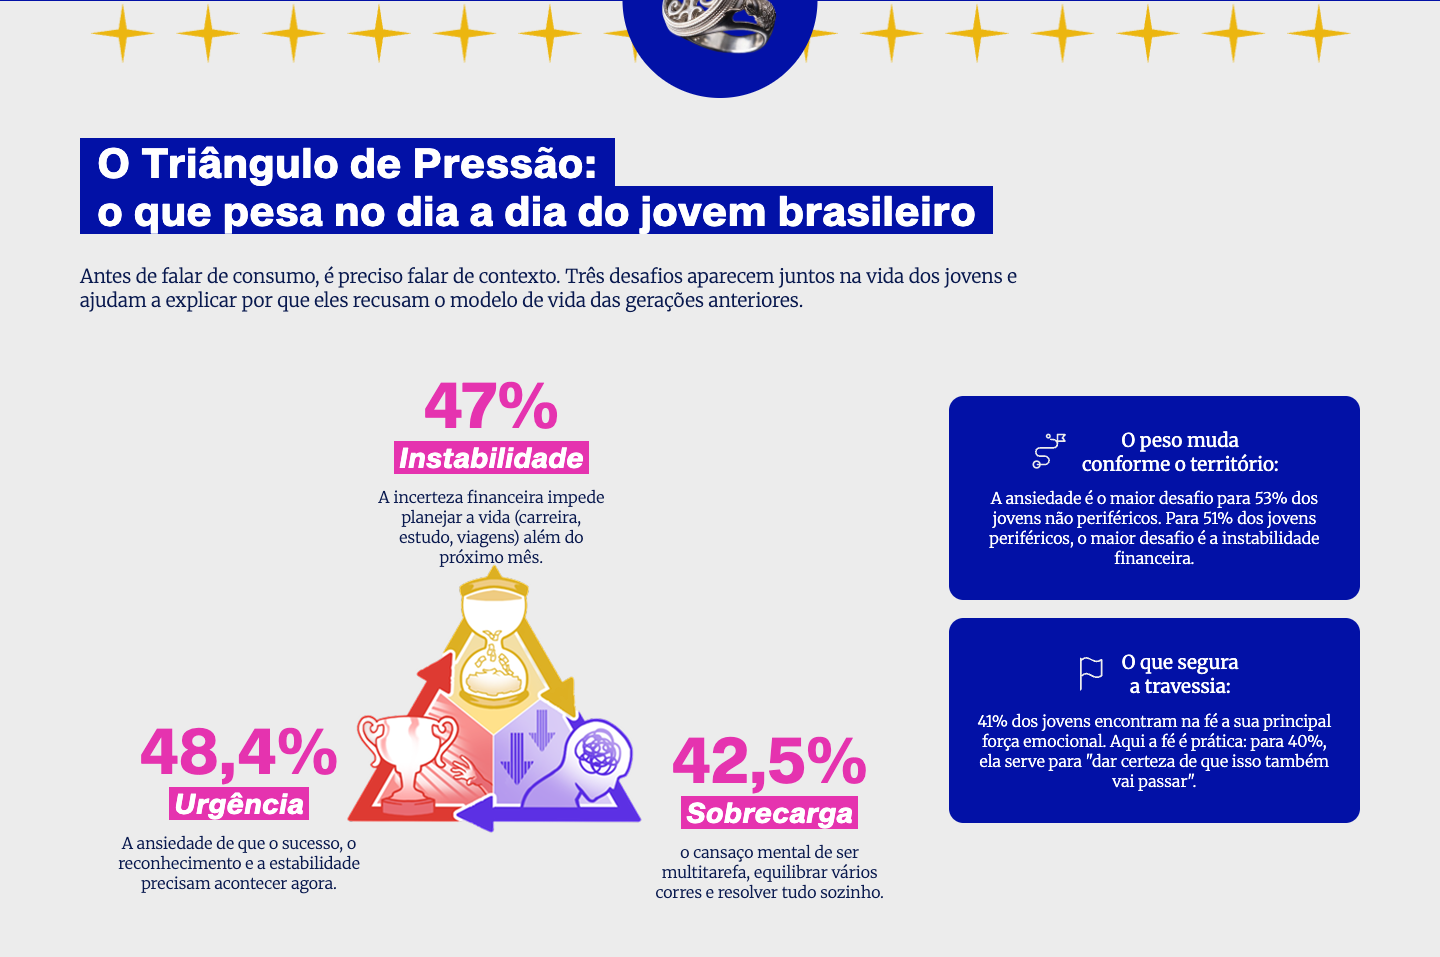 O Triângulo de Pressão:
o que pesa no dia a dia do jovem brasileiro
Antes de falar de consumo, é preciso falar de contexto. Três desafios aparecem juntos na vida dos jovens e
ajudam a explicar por que eles recusam o modelo de vida das gerações anteriores.
47%
Instabilidade
A incerteza financeira impede
planejar a vida (carreira,
estudo, viagens) além do
próximo mês.
48,4%
Urgência
A ansiedade de que o sucesso, o
reconhecimento e a estabilidade
precisam acontecer agora.
42,5%
Sobrecarga
o cansaço mental de ser
multitarefa, equilibrar vários
corres e resolver tudo sozinho.
O peso muda
conforme o território:
A ansiedade é o maior desafio para 53% dos
jovens não periféricos. Para 51% dos jovens
periféricos, o maior desafio é a instabilidade
financeira.
O que segura
a travessia:
41% dos jovens encontram na fé a sua principal
força emocional. Aqui a fé é prática: para 40%,
ela serve para "dar certeza de que isso também
vai passar".